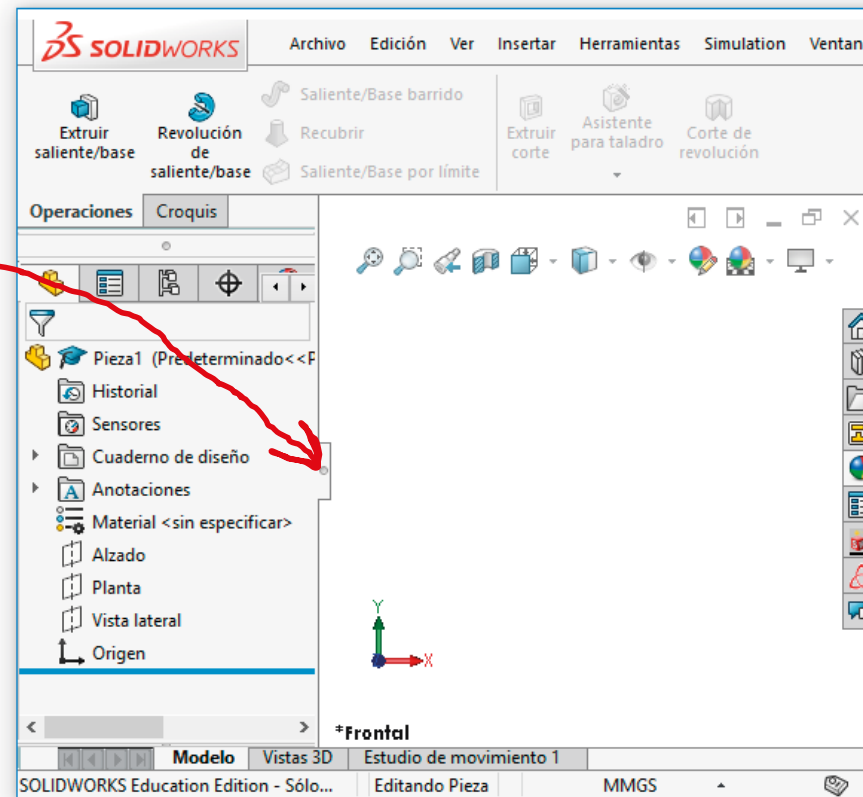 SOLIDWORKS
Archivo Edición Ver Insertar Herramientas Simulation Ventan
Extruir saliente/base
Revolución de saliente/base
Saliente/Base barrido
Recubrir
Saliente/Base por límite
Extruir corte
Asistente para taladro
Corte de revolución
Operaciones Croquis
Pieza1 (Predeterminado<<P
Historial
Sensores
Cuaderno de diseño
A Anotaciones
Material <sin especificar>
Alzado
Planta
Vista lateral
Origen
Y
X
*Frontal
Modelo Vistas 3D Estudio de movimiento 1
SOLIDWORKS Education Edition - Sólo... Editando Pieza MMGS